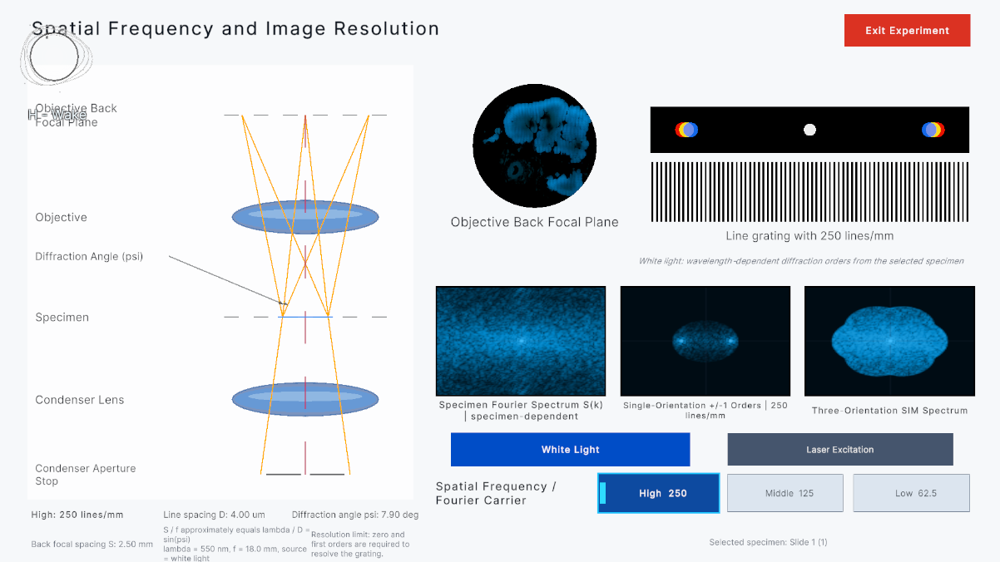 Spatial Frequency and Image Resolution
Exit Experiment
H - Wake
Objective Back
Focal Plane
Objective
Diffraction Angle (psi)
Specimen
Condenser Lens
Condenser Aperture
Stop
Objective Back Focal Plane
Line grating with 250 lines/mm
White light: wavelength-dependent diffraction orders from the selected specimen
Specimen Fourier Spectrum S(k)
| specimen-dependent
Single-Orientation +/-1 Orders | 250
lines/mm
Three-Orientation SIM Spectrum
White Light
Laser Excitation
Spatial Frequency /
Fourier Carrier
High 250
Middle 125
Low 62.5
High: 250 lines/mm
Line spacing D: 4.00 um
Diffraction angle psi: 7.90 deg
Back focal spacing S: 2.50 mm
S / f approximately equals lambda / D =
sin(psi)
lambda = 550 nm, f = 18.0 mm, source
= white light
Resolution limit: zero and
first orders are required to
resolve the grating.
Selected specimen: Slide 1 (1)